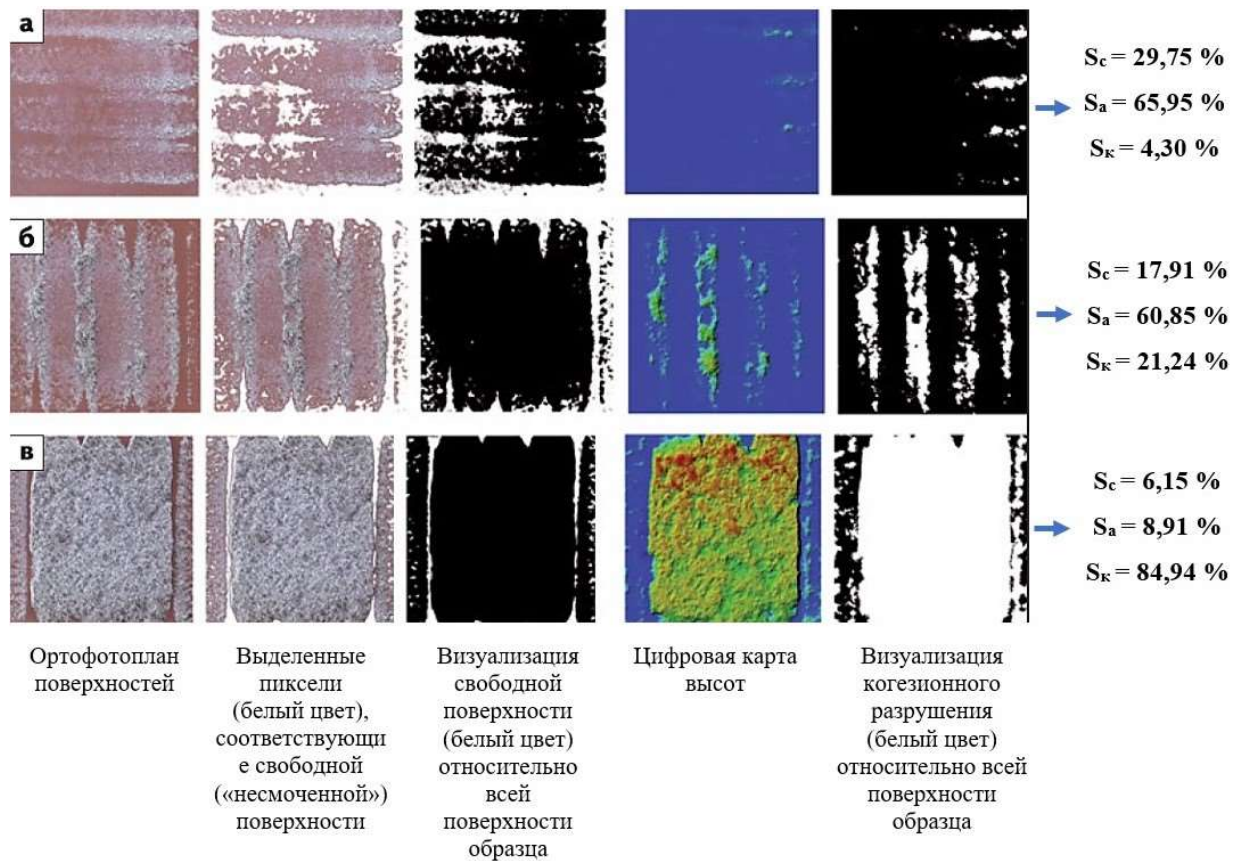 а
Sс = 29,75 %
Sа = 65,95 %
Sк = 4,30 %
б
Sс = 17,91 %
Sа = 60,85 %
Sк = 21,24 %
в
Sс = 6,15 %
Sа = 8,91 %
Sк = 84,94 %
Ортофотоплан
поверхностей
Выделенные
пиксели
(белый цвет),
соответствующи
е свободной
(«несмоченной»)
поверхности
Визуализация
свободной
поверхности
(белый цвет)
относительно
всей
поверхности
образца
Цифровая карта
высот
Визуализация
когезионного
разрушения
(белый цвет)
относительно всей
поверхности
образца